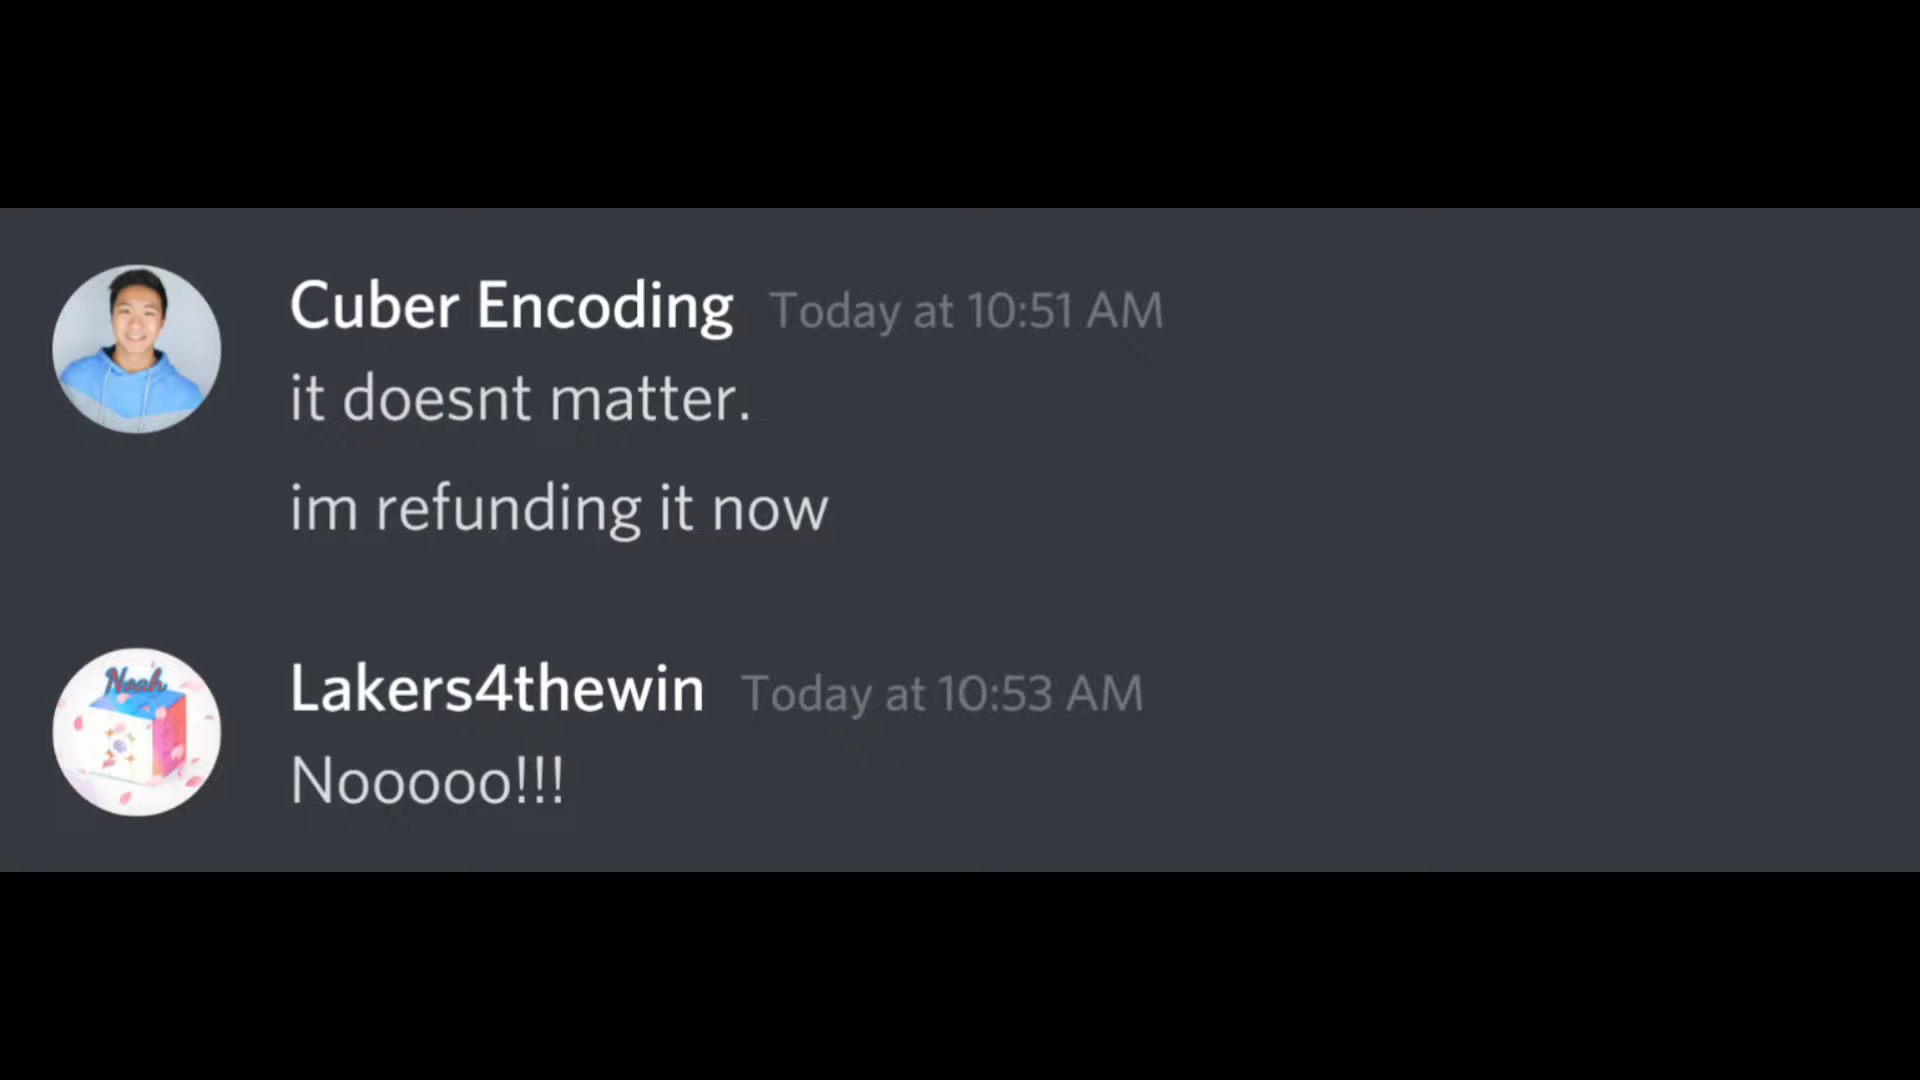 Cuber Encoding Today at 10:51 AM
it doesnt matter.
im refunding it now
Noah
Lakers4thewin Today at 10:53 AM
Nooooo!!!